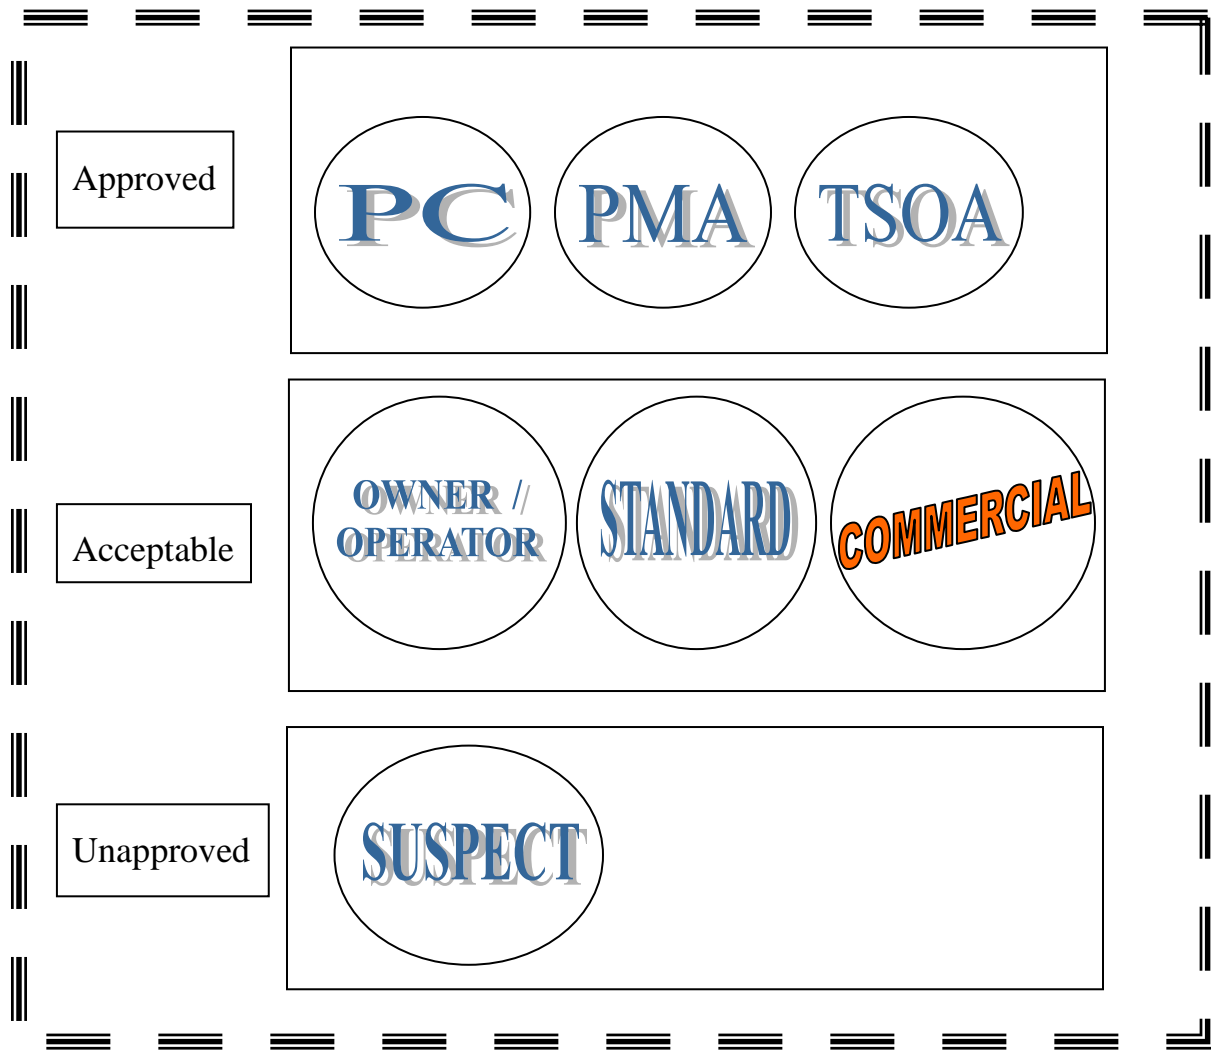 Approved
PC
PMA
TSOA
Acceptable
OWNER /
OPERATOR
STANDARD
COMMERCIAL
Unapproved
SUSPECT